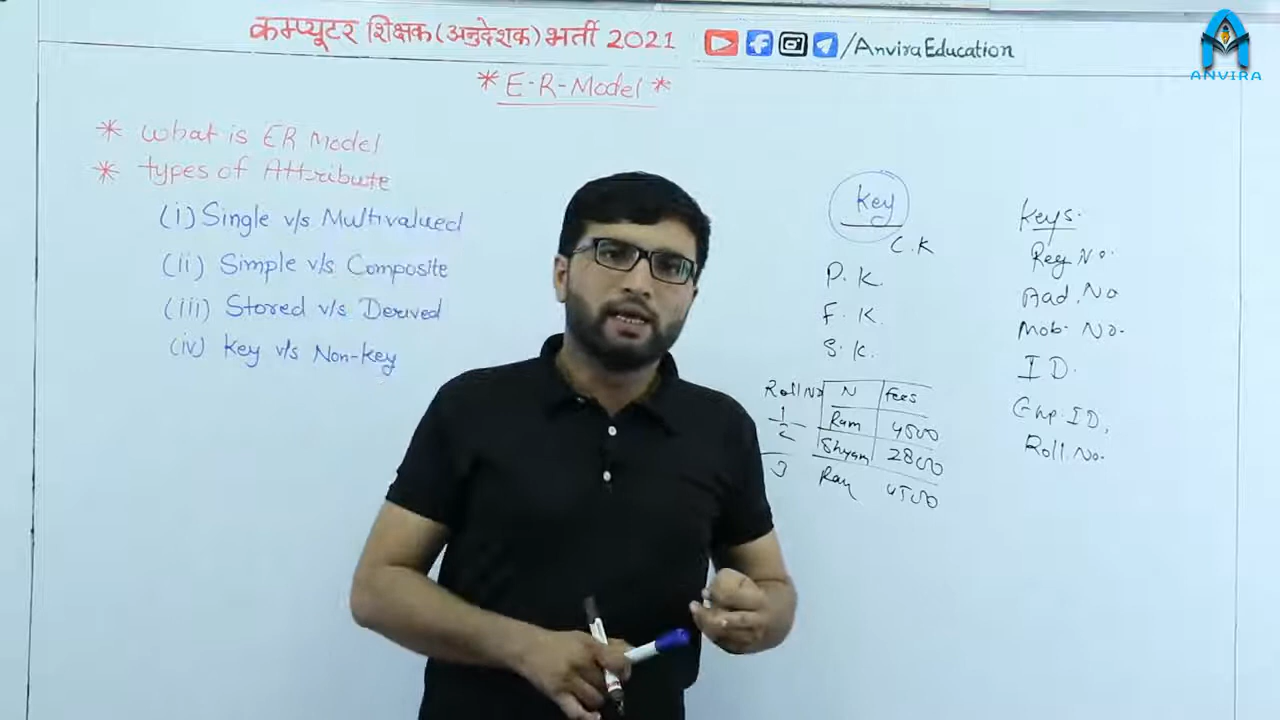 कम्प्यूटर शिक्षक (अनुदेशक) भर्ती 2021 /AnviraEducation
ANVIRA
* E-R-Model *
* What is ER Model
* types of Attribute
(i) Single v/s Multivalued
(ii) Simple v/s Composite
(iii) Stored v/s Derived
(iv) Key v/s Non-Key
Key
C.K
P.K.
F.K.
S.K.
Roll No N fees
1 Ram 4500
2 Shyam 2800
3 Ram 4500
Keys.
Reg No.
Aad. No
Mob. No.
ID.
Emp. ID,
Roll. No.